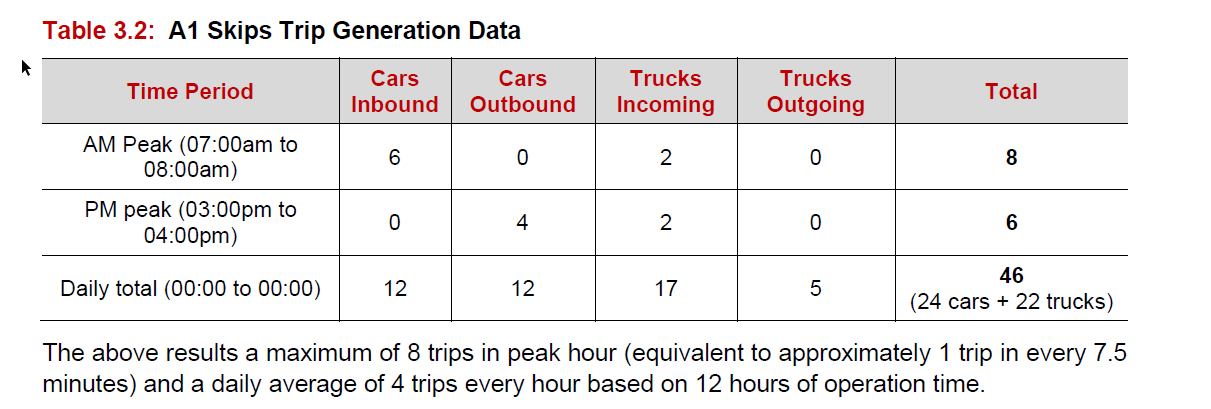 Table 3.2: A1 Skips Trip Generation Data
Time Period
Cars
Inbound
Cars
Outbound
Trucks
Incoming
Trucks
Outgoing
Total
AM Peak (07:00am to
08:00am)
6
0
2
0
8
PM peak (03:00pm to
04:00pm)
0
4
2
0
6
Daily total (00:00 to 00:00)
12
12
17
5
46
(24 cars + 22 trucks)
The above results a maximum of 8 trips in peak hour (equivalent to approximately 1 trip in every 7.5
minutes) and a daily average of 4 trips every hour based on 12 hours of operation time.